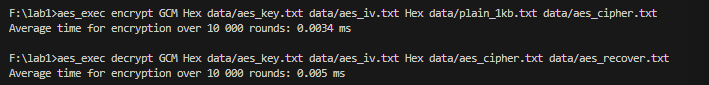 F:\lab1>aes_exec encrypt GCM Hex data/aes_key.txt data/aes_iv.txt Hex data/plain_1kb.txt data/aes_cipher.txt
Average time for encryption over 10 000 rounds: 0.0034 ms
F:\lab1>aes_exec decrypt GCM Hex data/aes_key.txt data/aes_iv.txt Hex data/aes_cipher.txt data/aes_recover.txt
Average time for encryption over 10 000 rounds: 0.005 ms